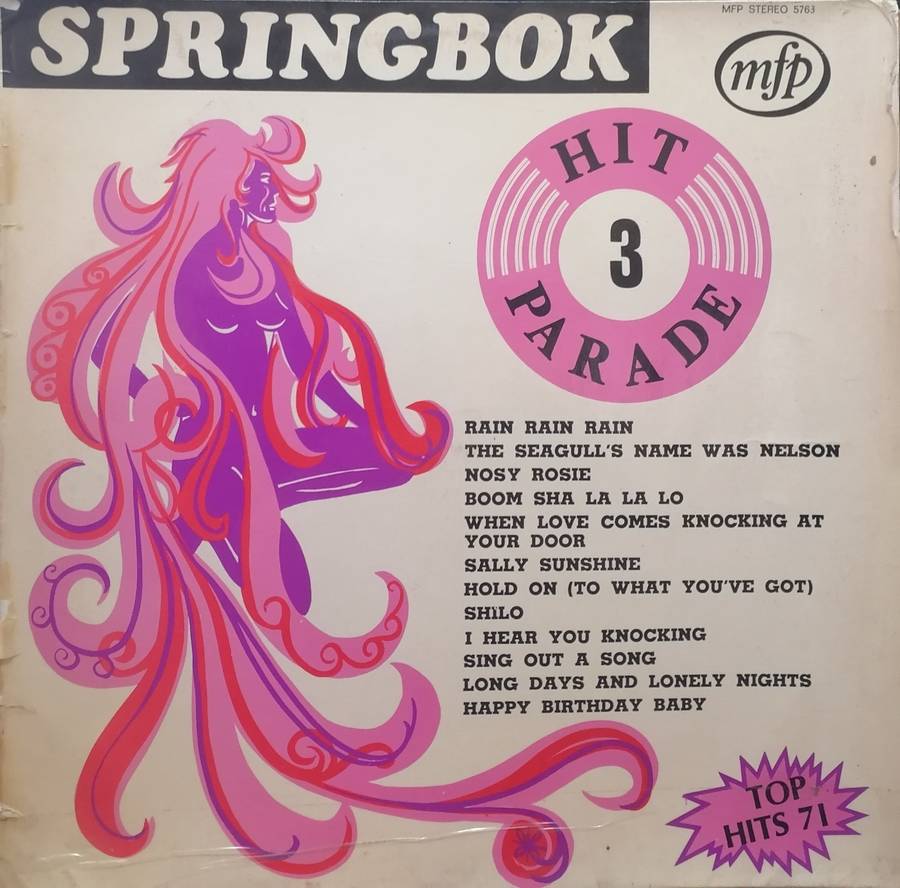 SPRINGBOK
MFP STEREO 5763
mfp
HIT
3
PARADE
RAIN RAIN RAIN
THE SEAGULL'S NAME WAS NELSON
NOSY ROSIE
BOOM SHA LA LA LO
WHEN LOVE COMES KNOCKING AT
YOUR DOOR
SALLY SUNSHINE
HOLD ON (TO WHAT YOU'VE GOT)
SHILO
I HEAR YOU KNOCKING
SING OUT A SONG
LONG DAYS AND LONELY NIGHTS
HAPPY BIRTHDAY BABY
TOP
HITS 71